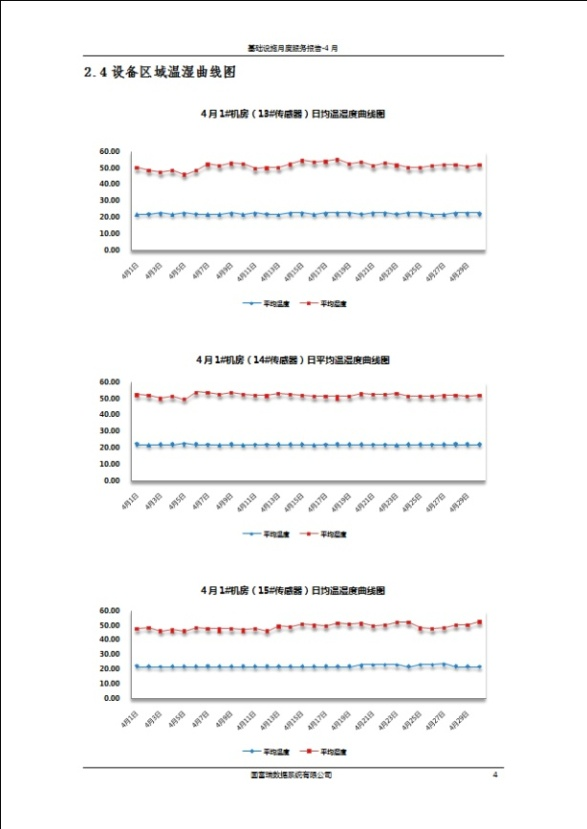 基础设施月度服务报告-4 月
2.4 设备区域温湿曲线图
4 月 1#机房（13#传感器）日均温湿度曲线图
60.00
50.00
40.00
30.00
20.00
10.00
0.00
4月1日 4月3日 4月5日 4月7日 4月9日 4月11日 4月13日 4月15日 4月17日 4月19日 4月21日 4月23日 4月25日 4月27日 4月29日
平均温度 平均湿度
4 月 1#机房（14#传感器）日平均温湿度曲线图
60.00
50.00
40.00
30.00
20.00
10.00
0.00
4月1日 4月3日 4月5日 4月7日 4月9日 4月11日 4月13日 4月15日 4月17日 4月19日 4月21日 4月23日 4月25日 4月27日 4月29日
平均温度 平均湿度
4 月 1#机房（15#传感器）日均温湿度曲线图
60.00
50.00
40.00
30.00
20.00
10.00
0.00
4月1日 4月3日 4月5日 4月7日 4月9日 4月11日 4月13日 4月15日 4月17日 4月19日 4月21日 4月23日 4月25日 4月27日 4月29日
平均温度 平均湿度
国富瑞数据系统有限公司 4